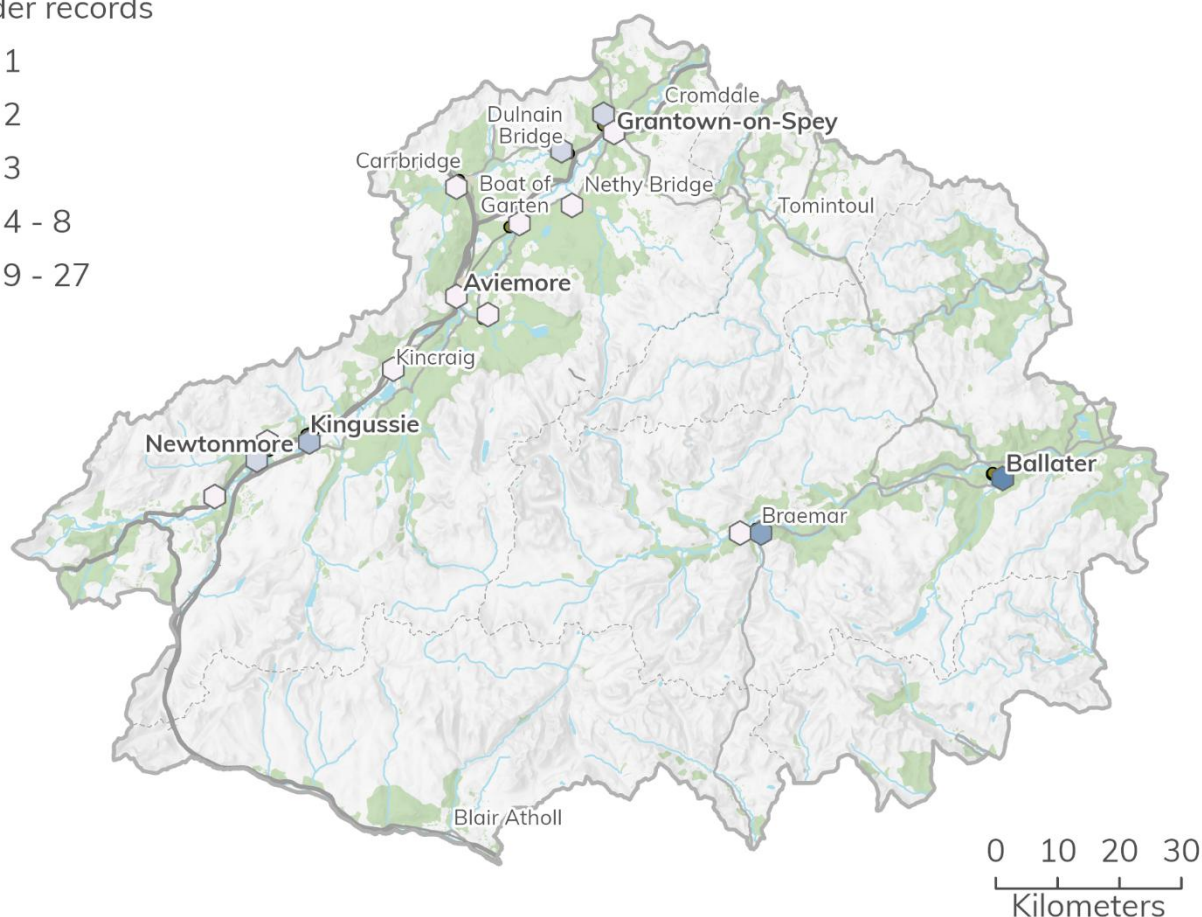 records
1
2
3
4 - 8
9 - 27
Cromdale
Dulnain
Bridge
Grantown-on-Spey
Carrbridge
Boat of
Garten
Nethy Bridge
Tomintoul
Aviemore
Kincraig
Kingussie
Newtonmore
Ballater
Braemar
Blair Atholl
0 10 20 30
Kilometers